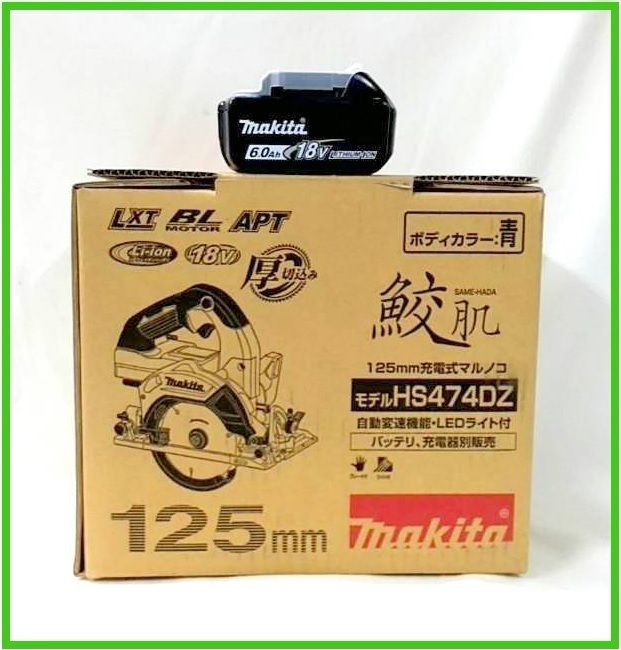 makita
6.0Ah 18V LITHIUM ION
LXT BL MOTOR APT
Li-ion 18V
厚切込み
ボディカラー:青
鮫肌
SAME-HADA
125mm充電式マルノコ
モデルHS474DZ
自動変速機能・LEDライト付
バッテリ、充電器別販売
makita
125mm
makita